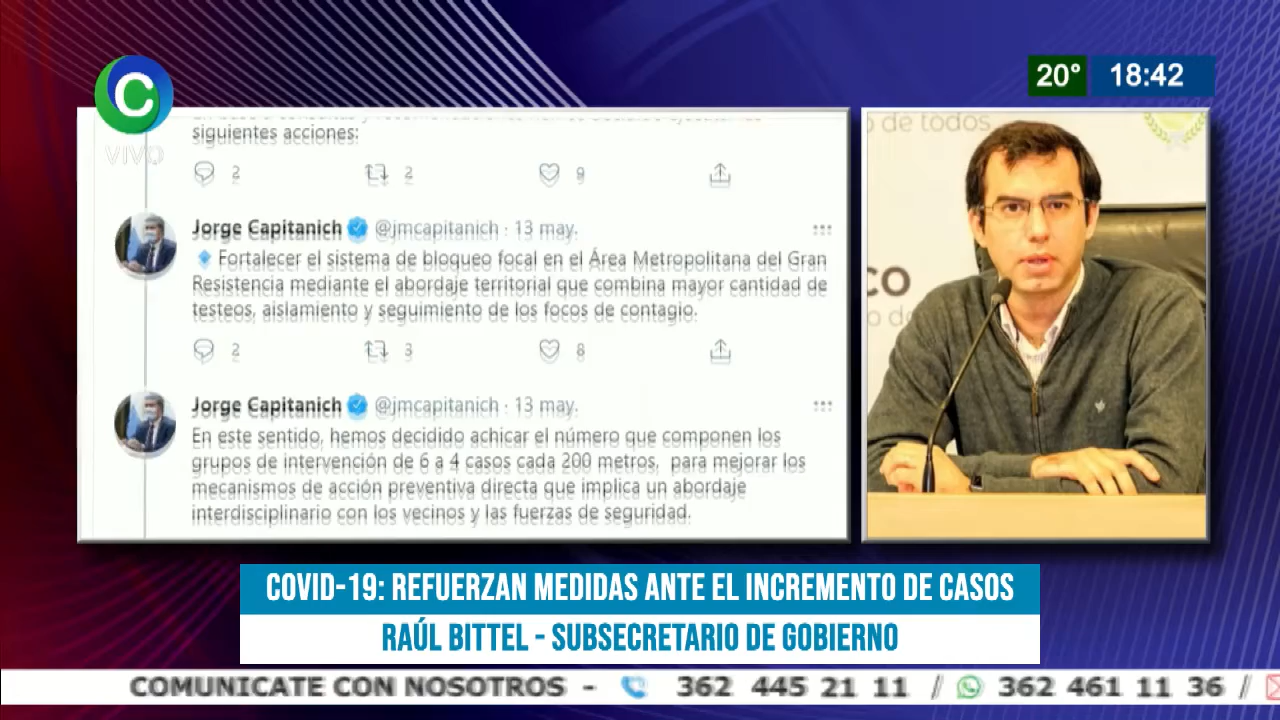 20° 18:42
C
VIVO
siguientes acciones:
2 2 9
Jorge Capitanich @jmcapitanich · 13 may.
Fortalecer el sistema de bloqueo focal en el Área Metropolitana del Gran
Resistencia mediante el abordaje territorial que combina mayor cantidad de
testeos, aislamiento y seguimiento de los focos de contagio.
2 3 8
Jorge Capitanich @jmcapitanich · 13 may.
En este sentido, hemos decidido achicar el número que componen los
grupos de intervención de 6 a 4 casos cada 200 metros, para mejorar los
mecanismos de acción preventiva directa que implica un abordaje
interdisciplinario con los vecinos y las fuerzas de seguridad.
o de todos
co
o de
COVID-19: REFUERZAN MEDIDAS ANTE EL INCREMENTO DE CASOS
RAÚL BITTEL - SUBSECRETARIO DE GOBIERNO
COMUNICATE CON NOSOTROS - 362 445 21 11 / 362 461 11 36 /